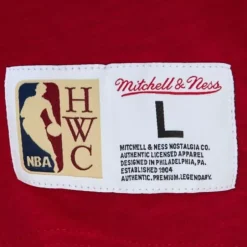 HWC
NBA
Mitchell & Ness
L
MITCHELL & NESS NOSTALGIA CO.
AUTHENTIC LICENSED APPAREL
DESIGNED IN PHILADELPHIA, PA
ESTABLISHED 1904
AUTHENTIC. PREMIUM. LEGENDARY.